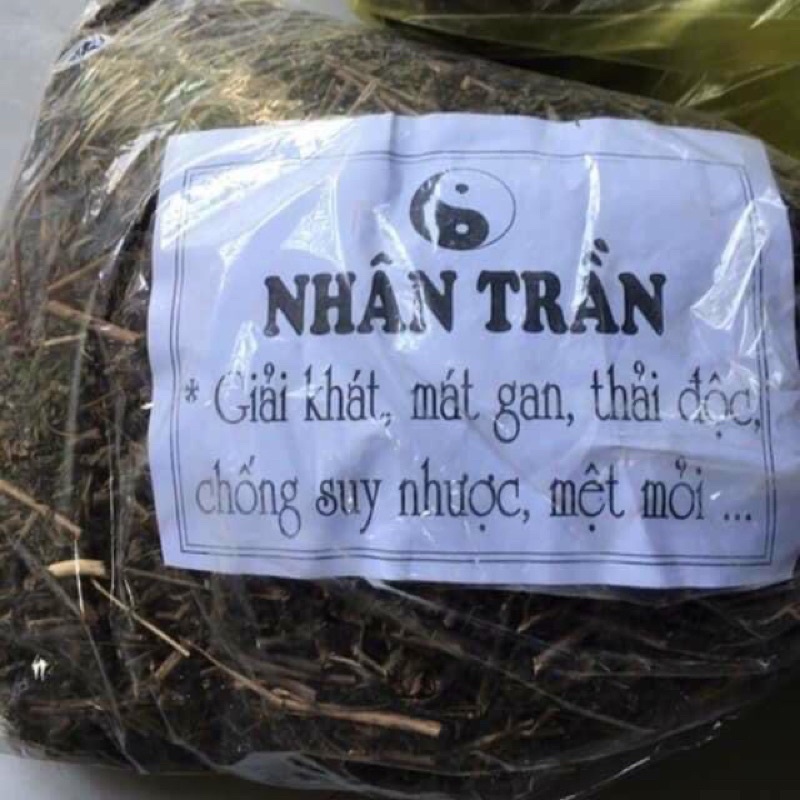 NHÂN TRẦN
* Giải khát, mát gan, thải độc,
chống suy nhược, mệt mỏi ...